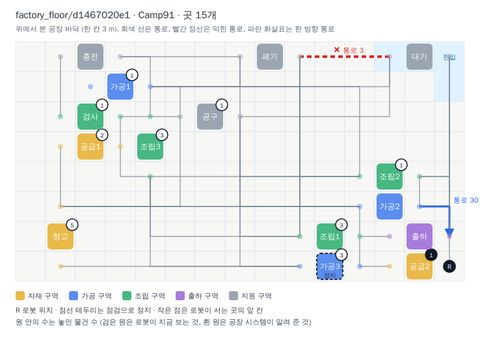 factory_floor/d1467020e1 · Camp91 · 곳 15개
위에서 본 공장 바닥 (한 칸 3 m). 회색 선은 통로, 빨간 점선은 막힌 통로, 파란 화살표는 한 방향 통로
충전
폐기
✕ 통로 3
대기
진입
가공1
1
검사
1
공구
1
공급1
2
조립3
3
조립2
1
가공2
통로 30
창고
5
조립1
3
출하
가공3
3
공급2
1
R
자재 구역
가공 구역
조립 구역
출하 구역
지원 구역
R 로봇 위치 · 점선 테두리는 점검으로 정지 · 작은 점은 로봇이 서는 곳의 앞 칸
원 안의 수는 놓인 물건 수 (검은 원은 로봇이 지금 보는 것, 흰 원은 공장 시스템이 알려 준 것)